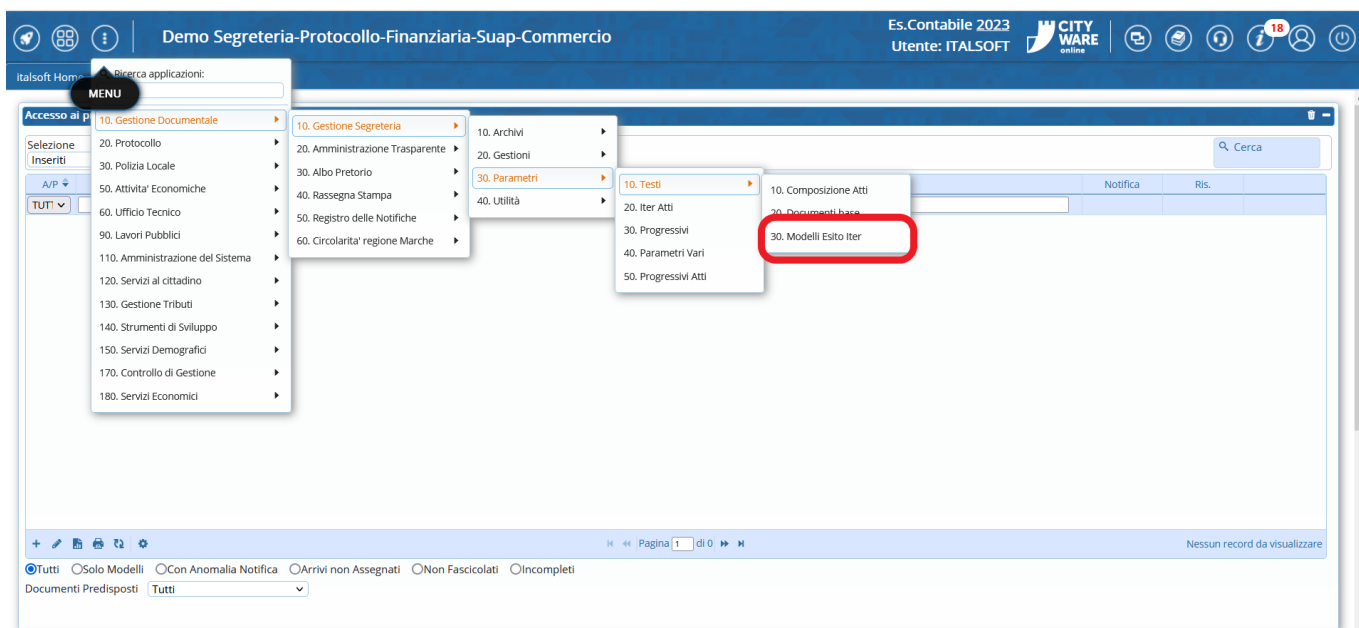 Demo Segreteria-Protocollo-Finanziaria-Suap-Commercio
Es.Contabile 2023
Utente: ITALSOFT
CITY
WARE
online
18
italsoft Home
Ricerca applicazioni:
MENU
Accesso ai p
Selezione
Inseriti
Cerca
A/P
Notifica
Ris.
TUT
10. Gestione Documentale
20. Protocollo
30. Polizia Locale
50. Attivita' Economiche
60. Ufficio Tecnico
90. Lavori Pubblici
110. Amministrazione del Sistema
120. Servizi al cittadino
130. Gestione Tributi
140. Strumenti di Sviluppo
150. Servizi Demografici
170. Controllo di Gestione
180. Servizi Economici
10. Gestione Segreteria
20. Amministrazione Trasparente
30. Albo Pretorio
40. Rassegna Stampa
50. Registro delle Notifiche
60. Circolarita' regione Marche
10. Archivi
20. Gestioni
30. Parametri
40. Utilità
10. Testi
20. Iter Atti
30. Progressivi
40. Parametri Vari
50. Progressivi Atti
10. Composizione Atti
20. Documenti base
30. Modelli Esito Iter
Pagina 1 di 0
Nessun record da visualizzare
Tutti Solo Modelli Con Anomalia Notifica Arrivi non Assegnati Non Fascicolati Incompleti
Documenti Predisposti Tutti